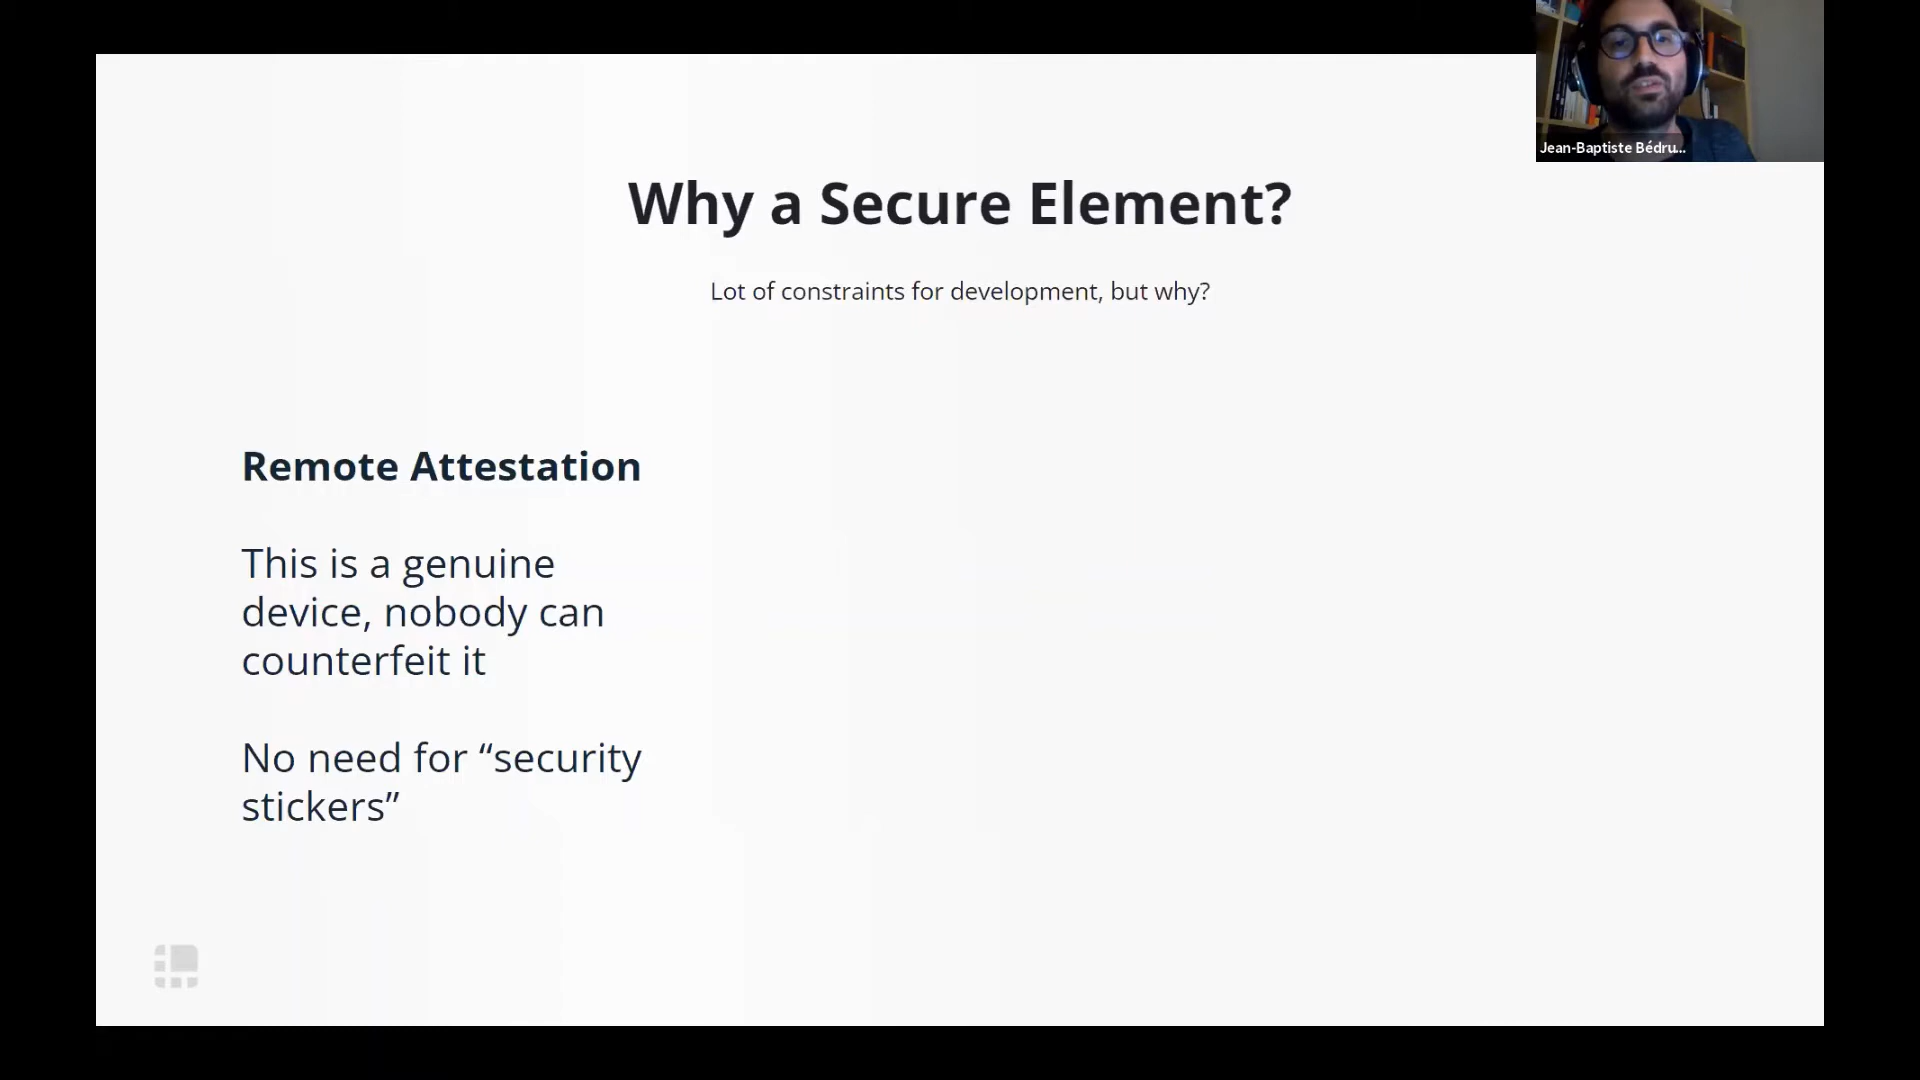 Jean-Baptiste Bédru...
Why a Secure Element?
Lot of constraints for development, but why?
Remote Attestation
This is a genuine
device, nobody can
counterfeit it
No need for “security
stickers”